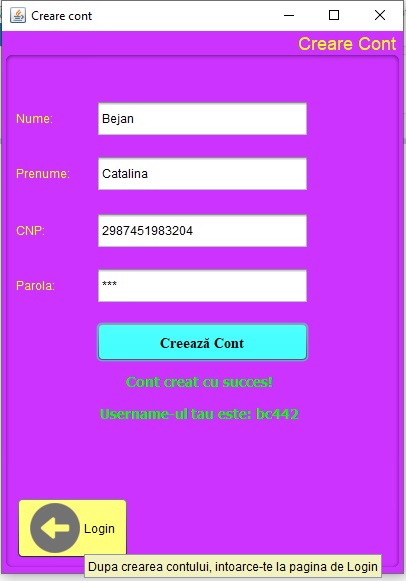 Creare cont
Creare Cont
Nume: Bejan
Prenume: Catalina
CNP: 2987451983204
Parola: ***
Creează Cont
Cont creat cu succes!
Username-ul tau este: bc442
Login
Dupa crearea contului, intoarce-te la pagina de Login